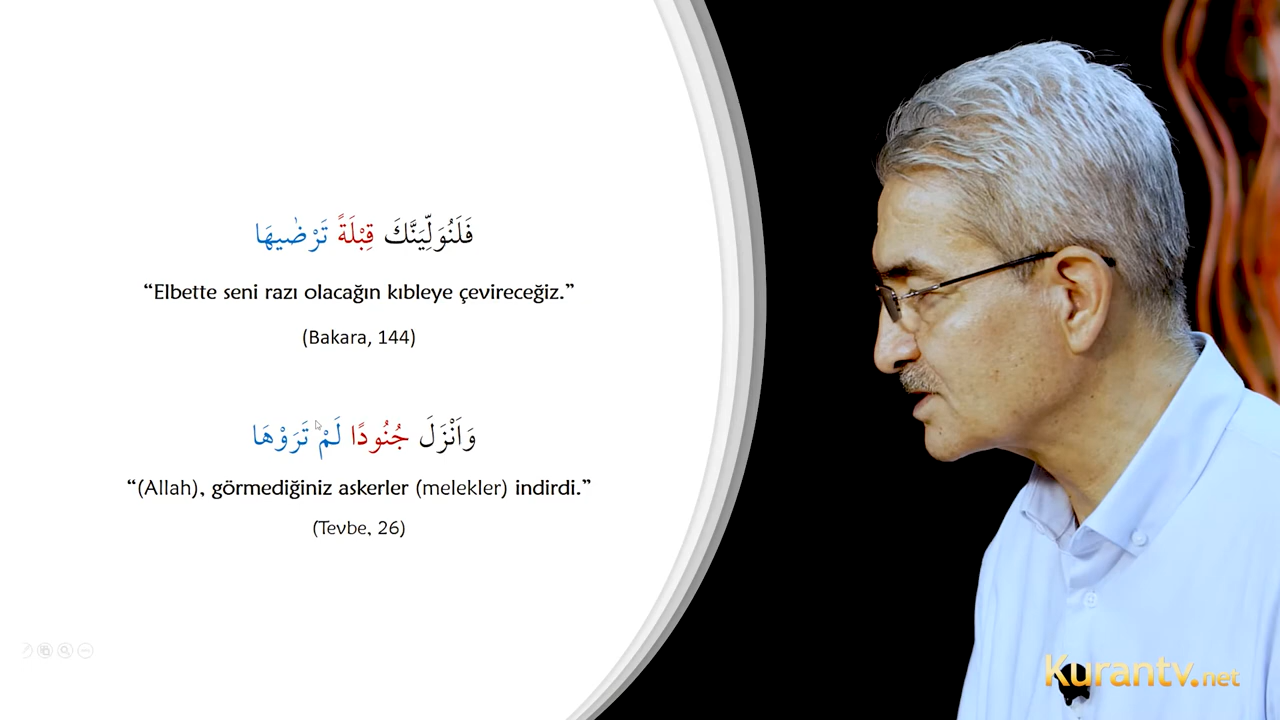 فَلَنُوَلِّيَنَّكَ قِبْلَةً تَرْضٰيهَا
“Elbette seni razı olacağın kıbleye çevireceğiz.”
(Bakara, 144)
وَاَنْزَلَ جُنُودًا لَمْ تَرَوْهَا
“(Allah), görmediğiniz askerler (melekler) indirdi.”
(Tevbe, 26)
Kurantv.net